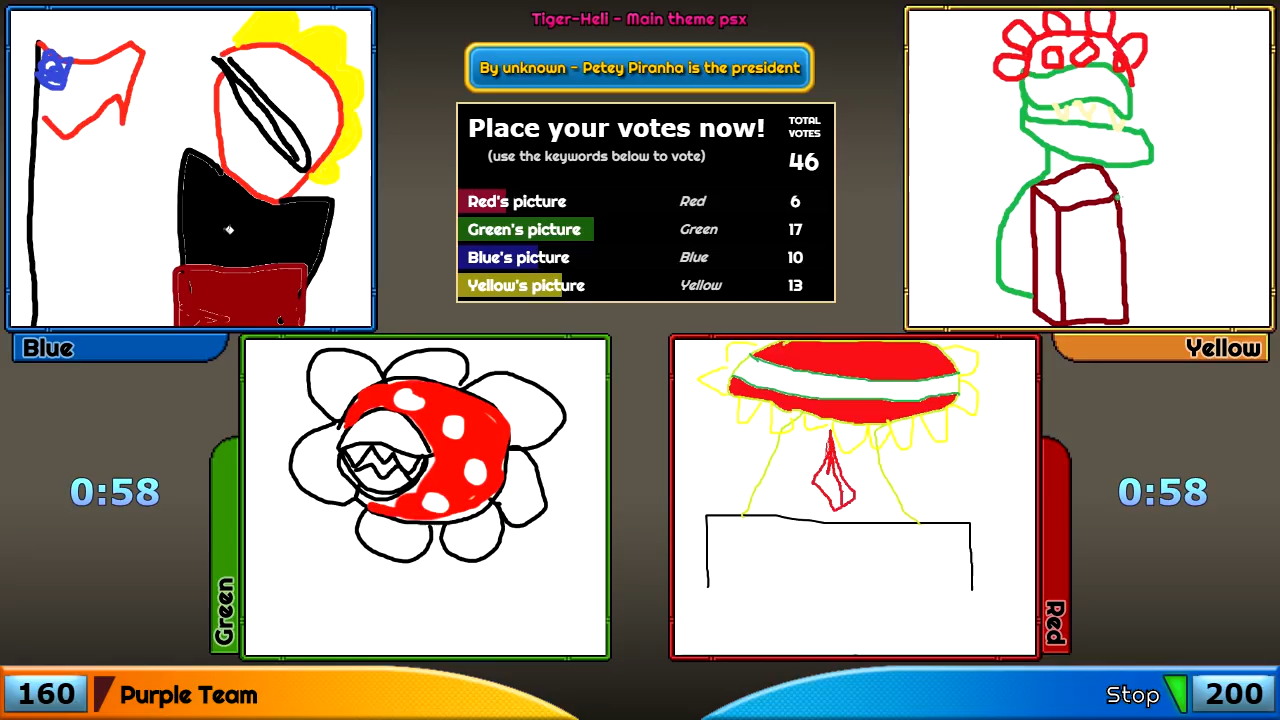 Tiger-Heli - Main theme psx
By unknown - Petey Piranha is the president
Place your votes now!
TOTAL VOTES
(use the keywords below to vote)
46
Red's picture Red 6
Green's picture Green 17
Blue's picture Blue 10
Yellow's picture Yellow 13
Blue
Yellow
0:58
0:58
Green
Red
160 Purple Team
Stop 200